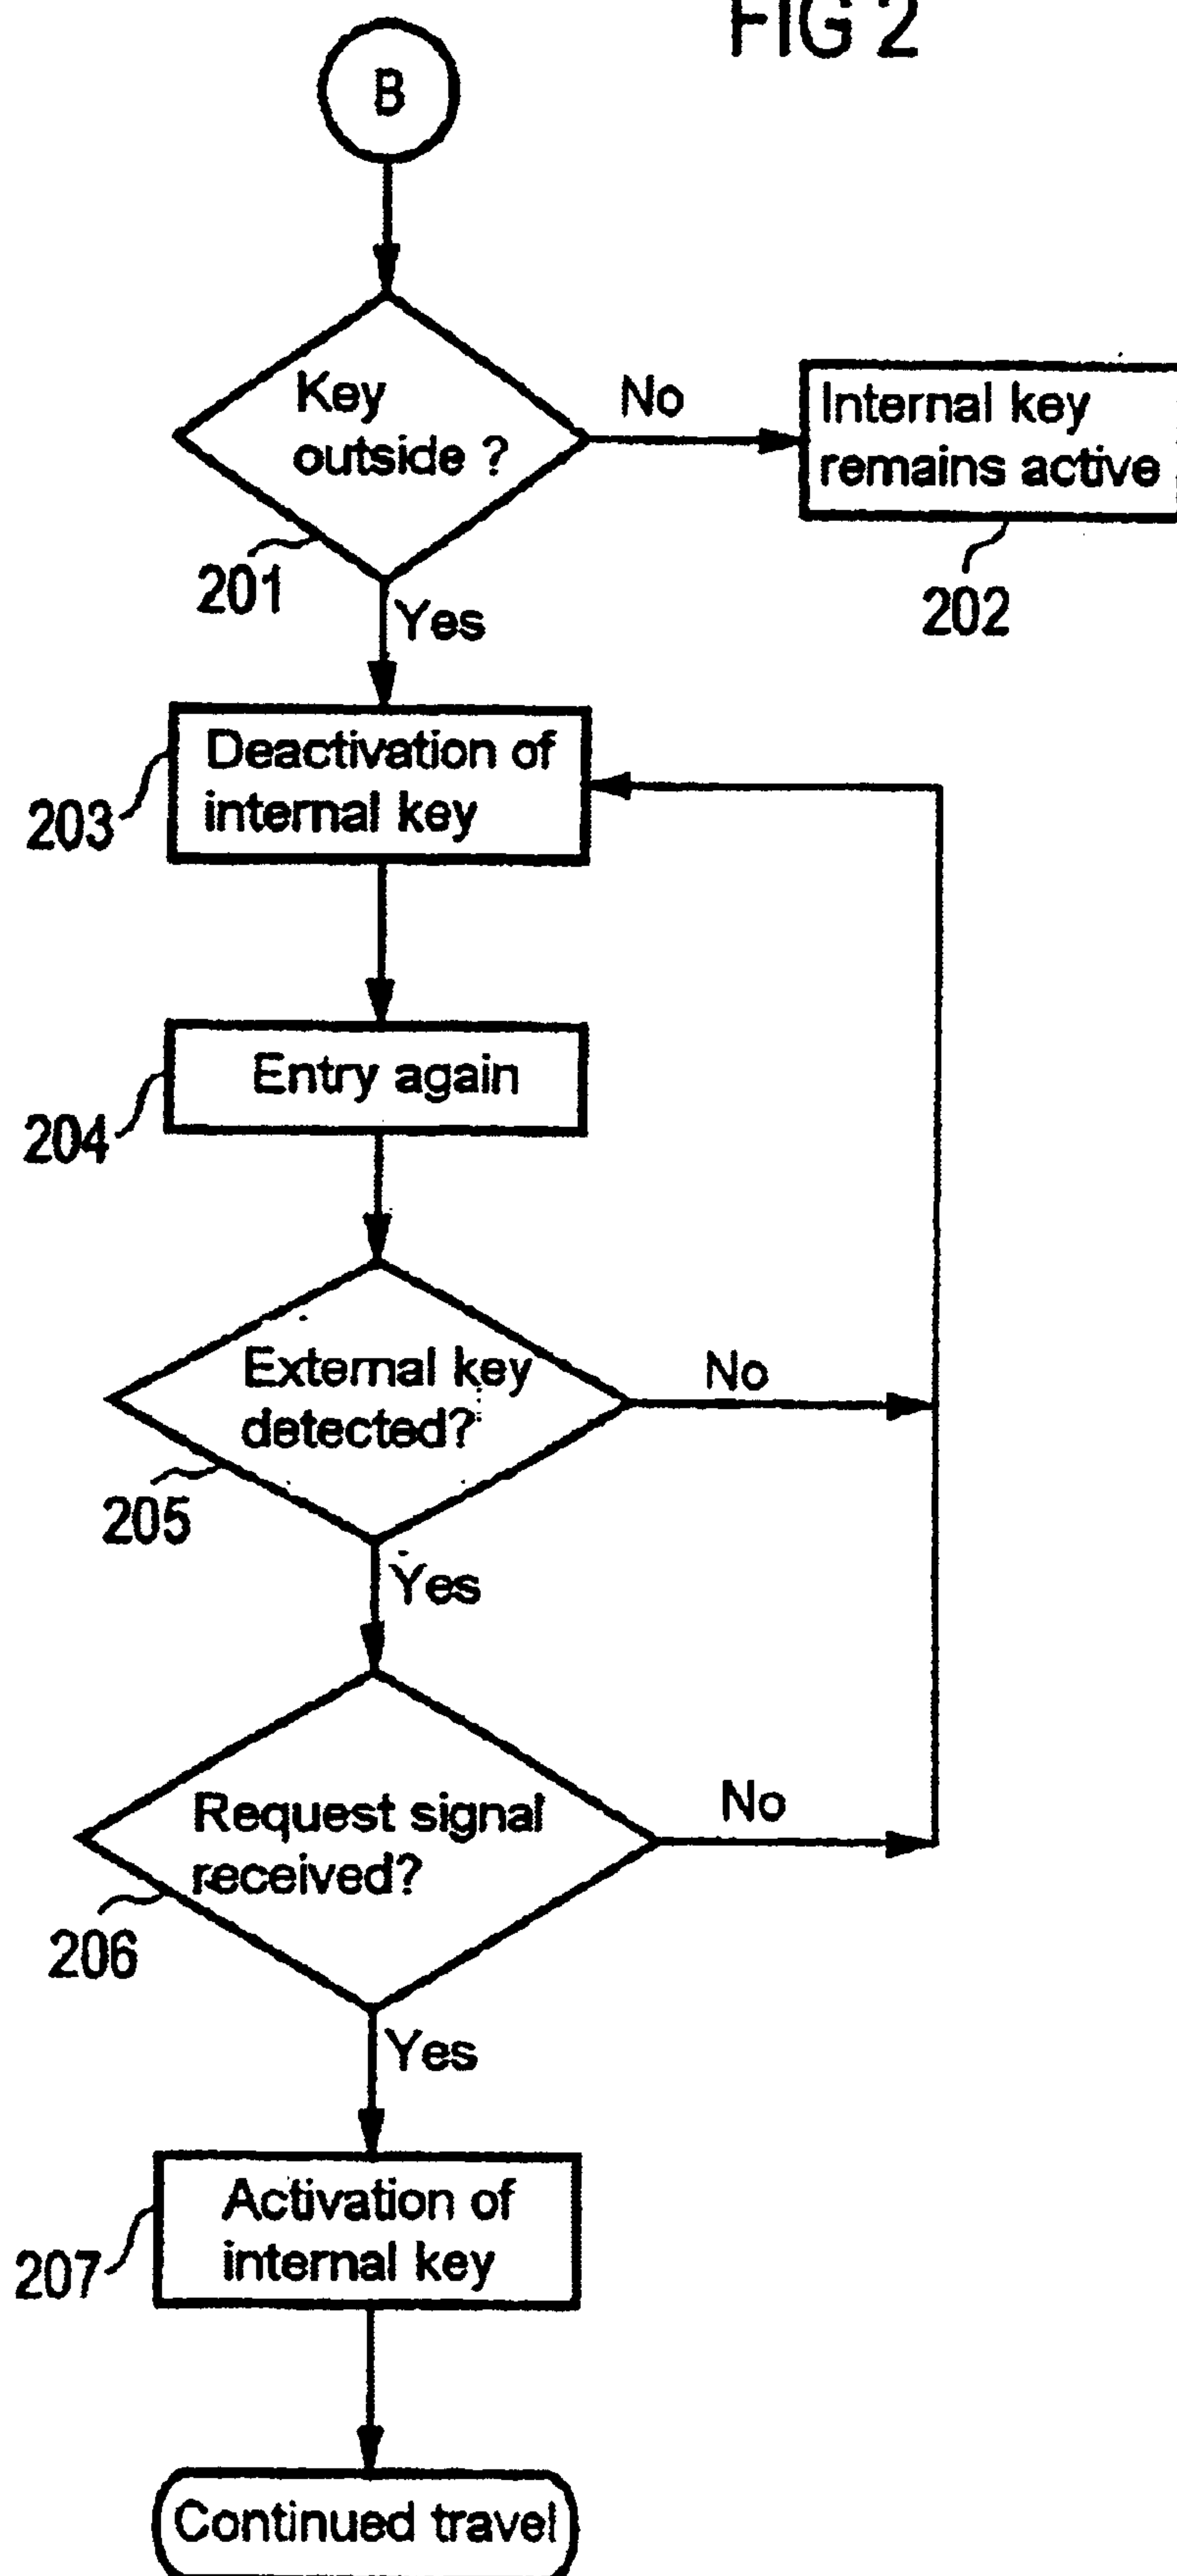 FIG 2
B
Key
outside ?
No
Internal key
remains active
201
202
Yes
Deactivation of
internal key
203
Entry again
204
External key
detected?
No
205
Yes
Request signal
received?
No
206
Yes
Activation of
internal key
207
Continued travel